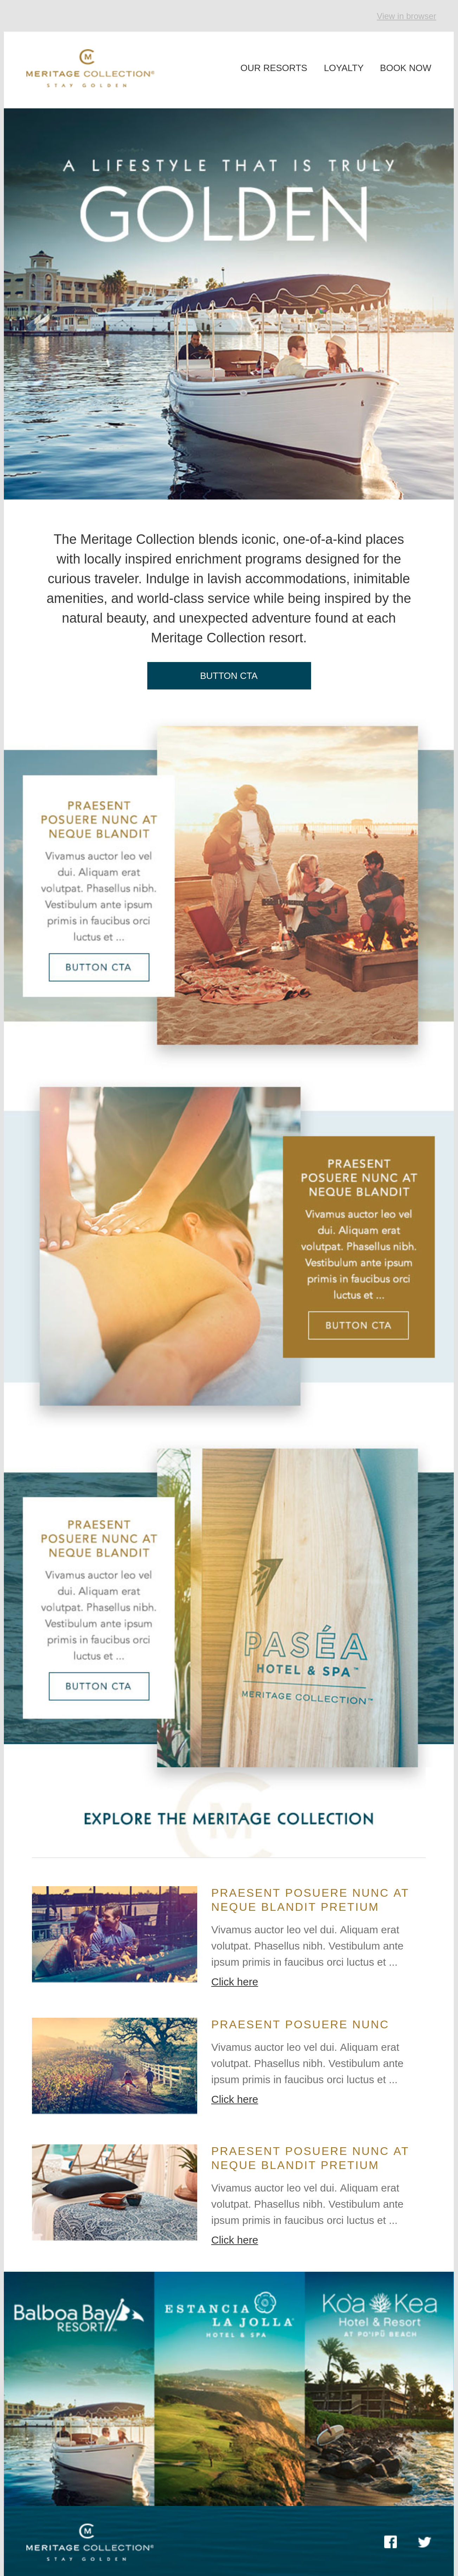 View in browser
MERITAGE COLLECTION®
STAY GOLDEN
OUR RESORTS LOYALTY BOOK NOW
A LIFESTYLE THAT IS TRULY
GOLDEN
The Meritage Collection blends iconic, one-of-a-kind places
with locally inspired enrichment programs designed for the
curious traveler. Indulge in lavish accommodations, inimitable
amenities, and world-class service while being inspired by the
natural beauty, and unexpected adventure found at each
Meritage Collection resort.
BUTTON CTA
PRAESENT
POSUERE NUNC AT
NEQUE BLANDIT
Vivamus auctor leo vel
dui. Aliquam erat
volutpat. Phasellus nibh.
Vestibulum ante ipsum
primis in faucibus orci
luctus et ...
BUTTON CTA
PRAESENT
POSUERE NUNC AT
NEQUE BLANDIT
Vivamus auctor leo vel
dui. Aliquam erat
volutpat. Phasellus nibh.
Vestibulum ante ipsum
primis in faucibus orci
luctus et ...
BUTTON CTA
PRAESENT
POSUERE NUNC AT
NEQUE BLANDIT
Vivamus auctor leo vel
dui. Aliquam erat
volutpat. Phasellus nibh.
Vestibulum ante ipsum
primis in faucibus orci
luctus et ...
BUTTON CTA
PASÉA
HOTEL & SPA™
MERITAGE COLLECTION™
EXPLORE THE MERITAGE COLLECTION
PRAESENT POSUERE NUNC AT
NEQUE BLANDIT PRETIUM
Vivamus auctor leo vel dui. Aliquam erat
volutpat. Phasellus nibh. Vestibulum ante
ipsum primis in faucibus orci luctus et ...
Click here
PRAESENT POSUERE NUNC
Vivamus auctor leo vel dui. Aliquam erat
volutpat. Phasellus nibh. Vestibulum ante
ipsum primis in faucibus orci luctus et ...
Click here
PRAESENT POSUERE NUNC AT
NEQUE BLANDIT PRETIUM
Vivamus auctor leo vel dui. Aliquam erat
volutpat. Phasellus nibh. Vestibulum ante
ipsum primis in faucibus orci luctus et ...
Click here
Balboa Bay
RESORT™
ESTANCIA
LA JOLLA
HOTEL & SPA
Ko'a Kea
Hotel & Resort
AT PO'IPŪ BEACH
MERITAGE COLLECTION®
STAY GOLDEN